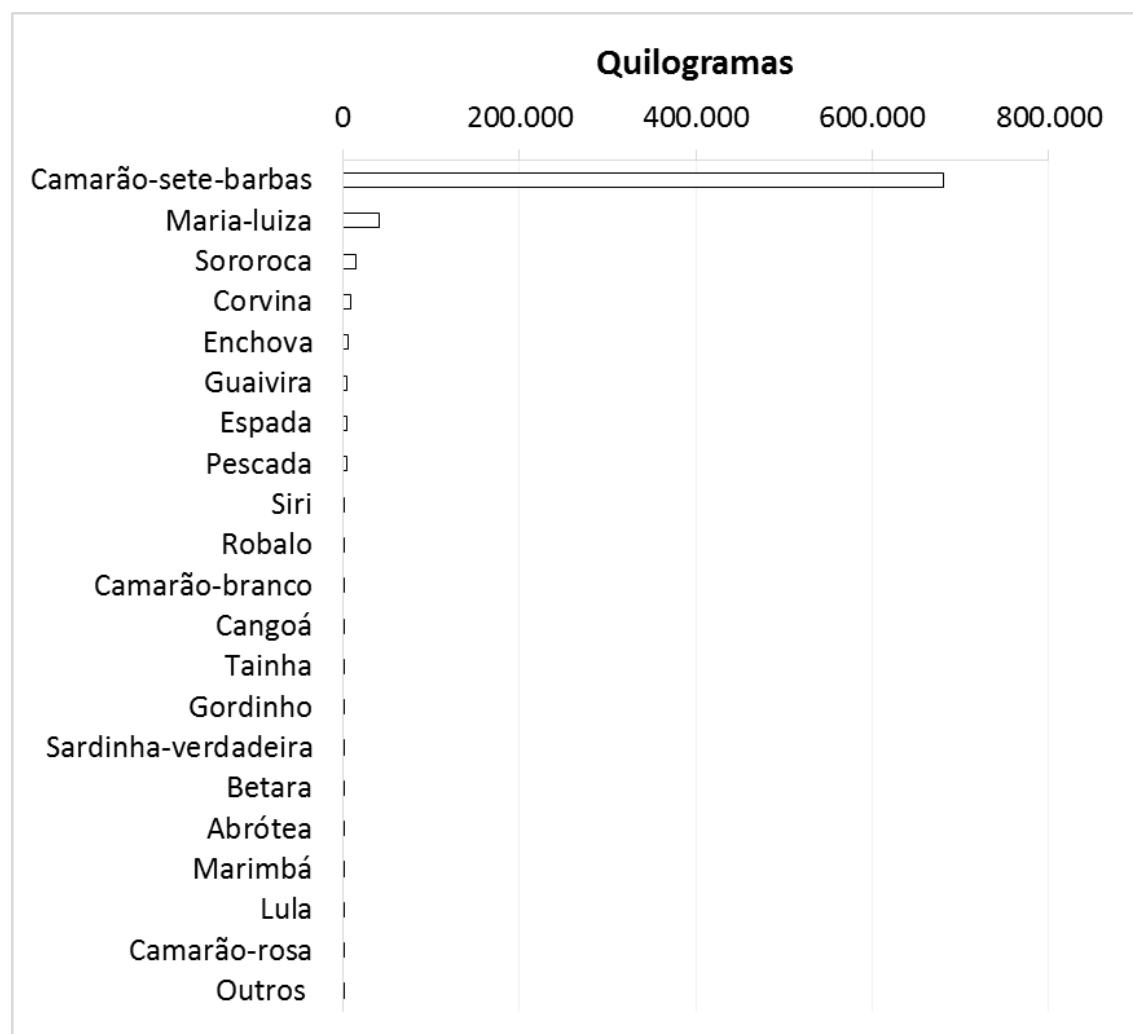 Quilogramas
0 200.000 400.000 600.000 800.000
Camarão-sete-barbas
Maria-luiza
Sororoca
Corvina
Enchova
Guaivira
Espada
Pescada
Siri
Robalo
Camarão-branco
Cangoá
Tainha
Gordinho
Sardinha-verdadeira
Betara
Abrótea
Marimbá
Lula
Camarão-rosa
Outros